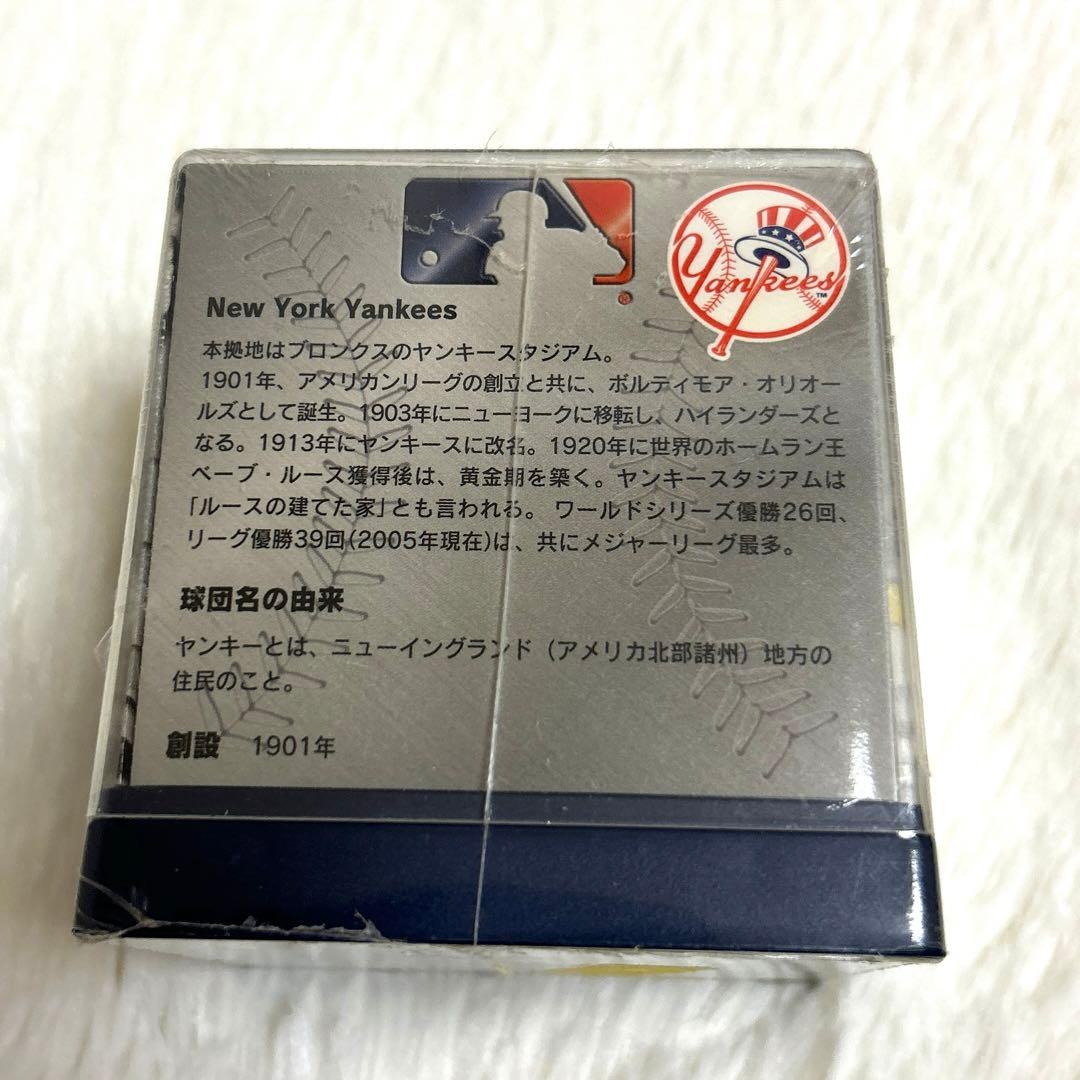 Yankees
TM
®
New York Yankees
本拠地はブロンクスのヤンキースタジアム。
1901年、アメリカンリーグの創立と共に、ボルティモア・オリオー
ルズとして誕生。1903年にニューヨークに移転し、ハイランダーズと
なる。1913年にヤンキースに改名。1920年に世界のホームラン王
ベーブ・ルース獲得後は、黄金期を築く。ヤンキースタジアムは
「ルースの建てた家」とも言われる。ワールドシリーズ優勝26回、
リーグ優勝39回(2005年現在)は、共にメジャーリーグ最多。
球団名の由来
ヤンキーとは、ニューイングランド（アメリカ北部諸州）地方の
住民のこと。
創設 1901年